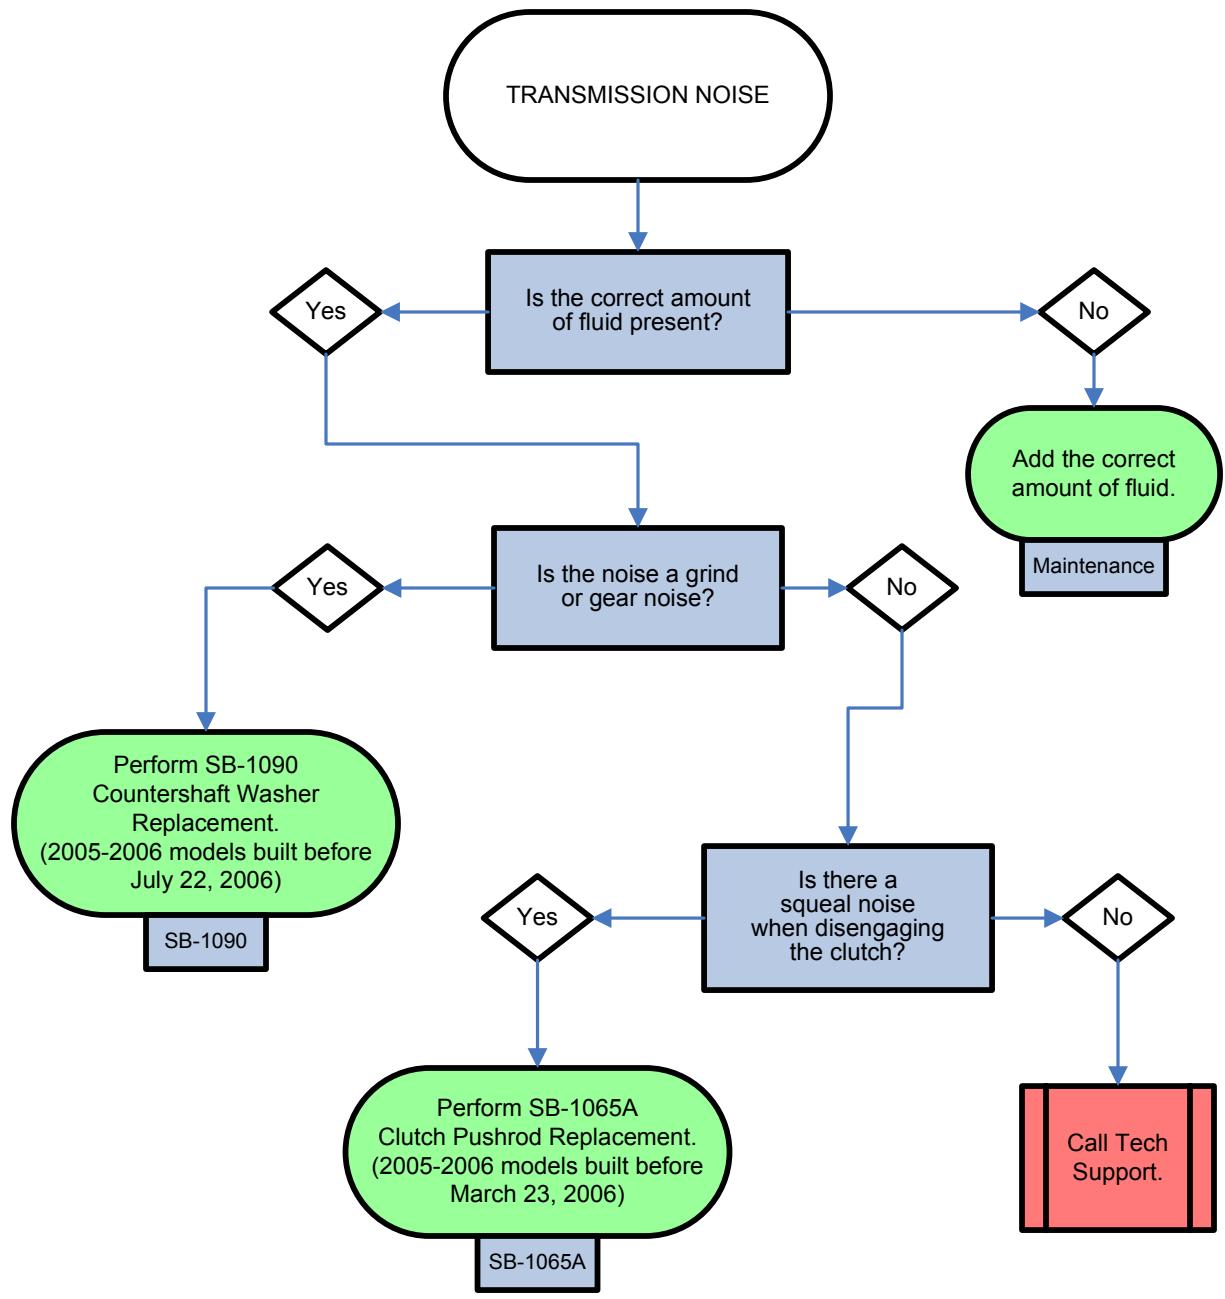 TRANSMISSION NOISE
Is the correct amount
of fluid present?
Yes
No
Add the correct
amount of fluid.
Maintenance
Is the noise a grind
or gear noise?
Yes
No
Perform SB-1090
Countershaft Washer
Replacement.
(2005-2006 models built before
July 22, 2006)
SB-1090
Is there a
squeal noise
when disengaging
the clutch?
Yes
No
Perform SB-1065A
Clutch Pushrod Replacement.
(2005-2006 models built before
March 23, 2006)
SB-1065A
Call Tech
Support.